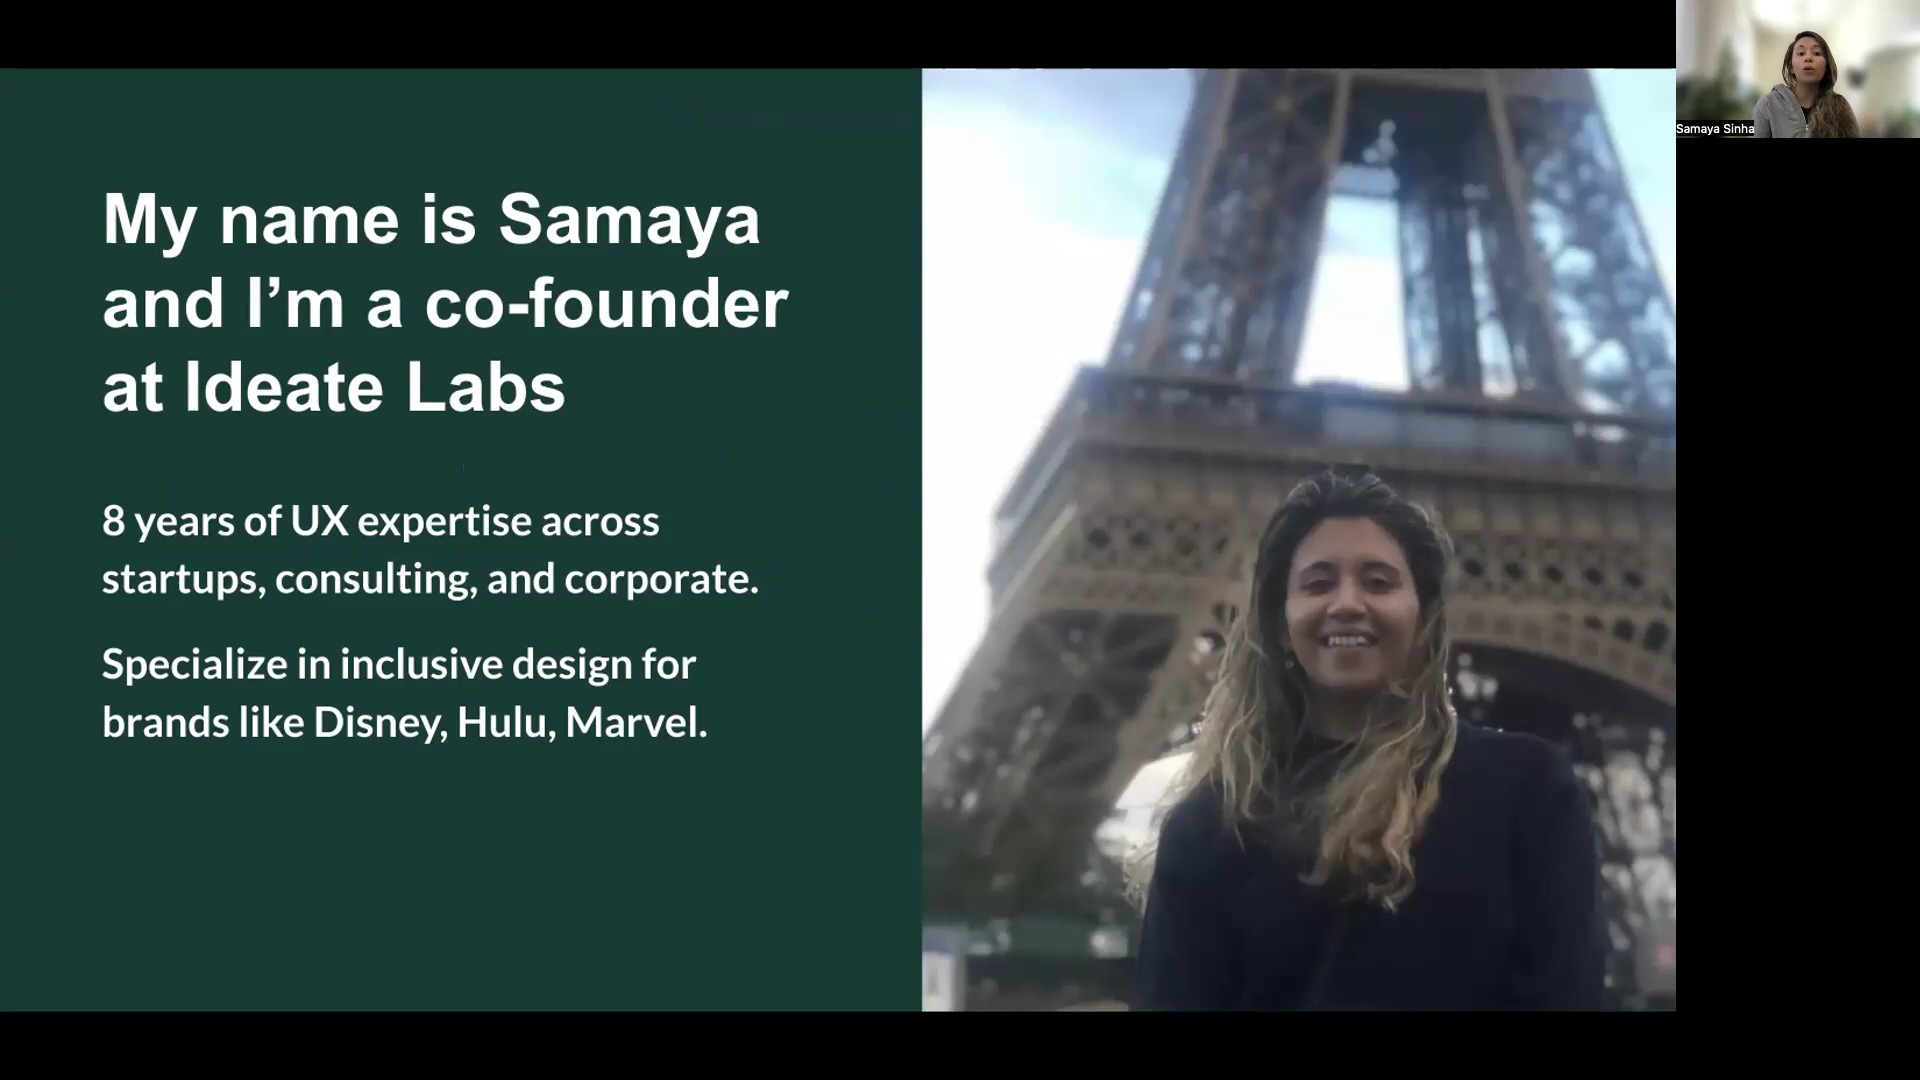 My name is Samaya
and I’m a co-founder
at Ideate Labs
8 years of UX expertise across
startups, consulting, and corporate.
Specialize in inclusive design for
brands like Disney, Hulu, Marvel.
Samaya Sinha